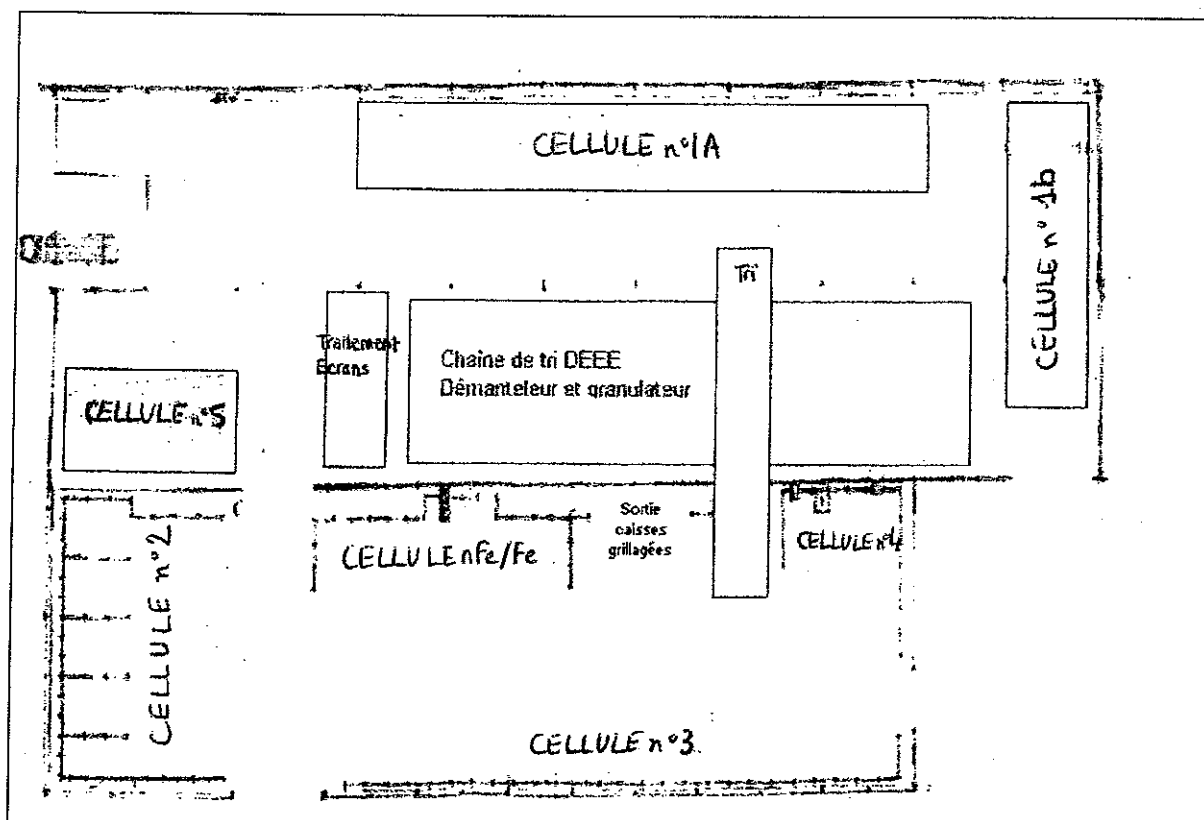 CELLULE n°1A
CELLULE n° 1b
Tri
Traitement
Ecrans
Chaîne de tri DEEE
Démanteleur et granulateur
CELLULE n°5
CELLULE n°2
CELLULE nFe/Fe
Sortie
caisses
grillagées
CELLULE n°4
CELLULE n°3